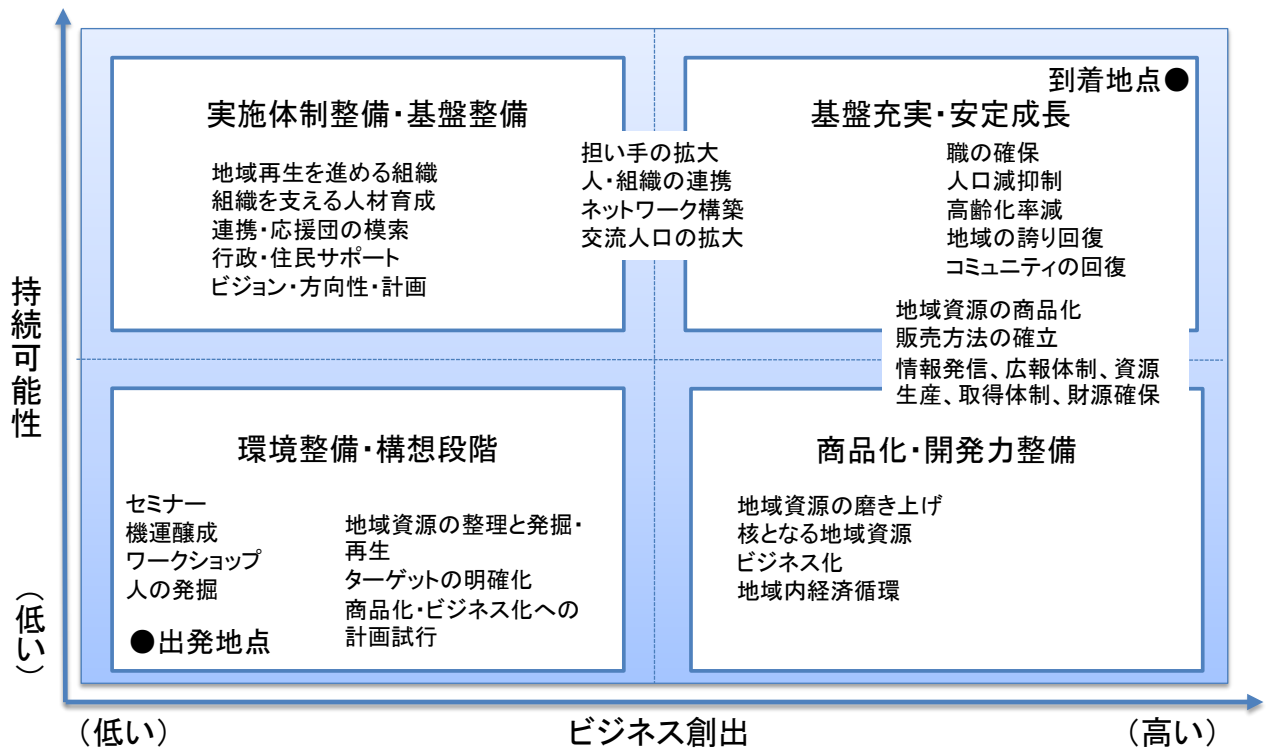 到着地点●
実施体制整備・基盤整備
地域再生を進める組織
組織を支える人材育成
連携・応援団の模索
行政・住民サポート
ビジョン・方向性・計画
担い手の拡大
人・組織の連携
ネットワーク構築
交流人口の拡大
基盤充実・安定成長
職の確保
人口減抑制
高齢化率減
地域の誇り回復
コミュニティの回復
地域資源の商品化
販売方法の確立
情報発信、広報体制、資源
生産、取得体制、財源確保
持続可能性
（低い）
環境整備・構想段階
セミナー
機運醸成
ワークショップ
人の発掘
●出発地点
地域資源の整理と発掘・
再生
ターゲットの明確化
商品化・ビジネス化への
計画試行
商品化・開発力整備
地域資源の磨き上げ
核となる地域資源
ビジネス化
地域内経済循環
（低い）
ビジネス創出
（高い）